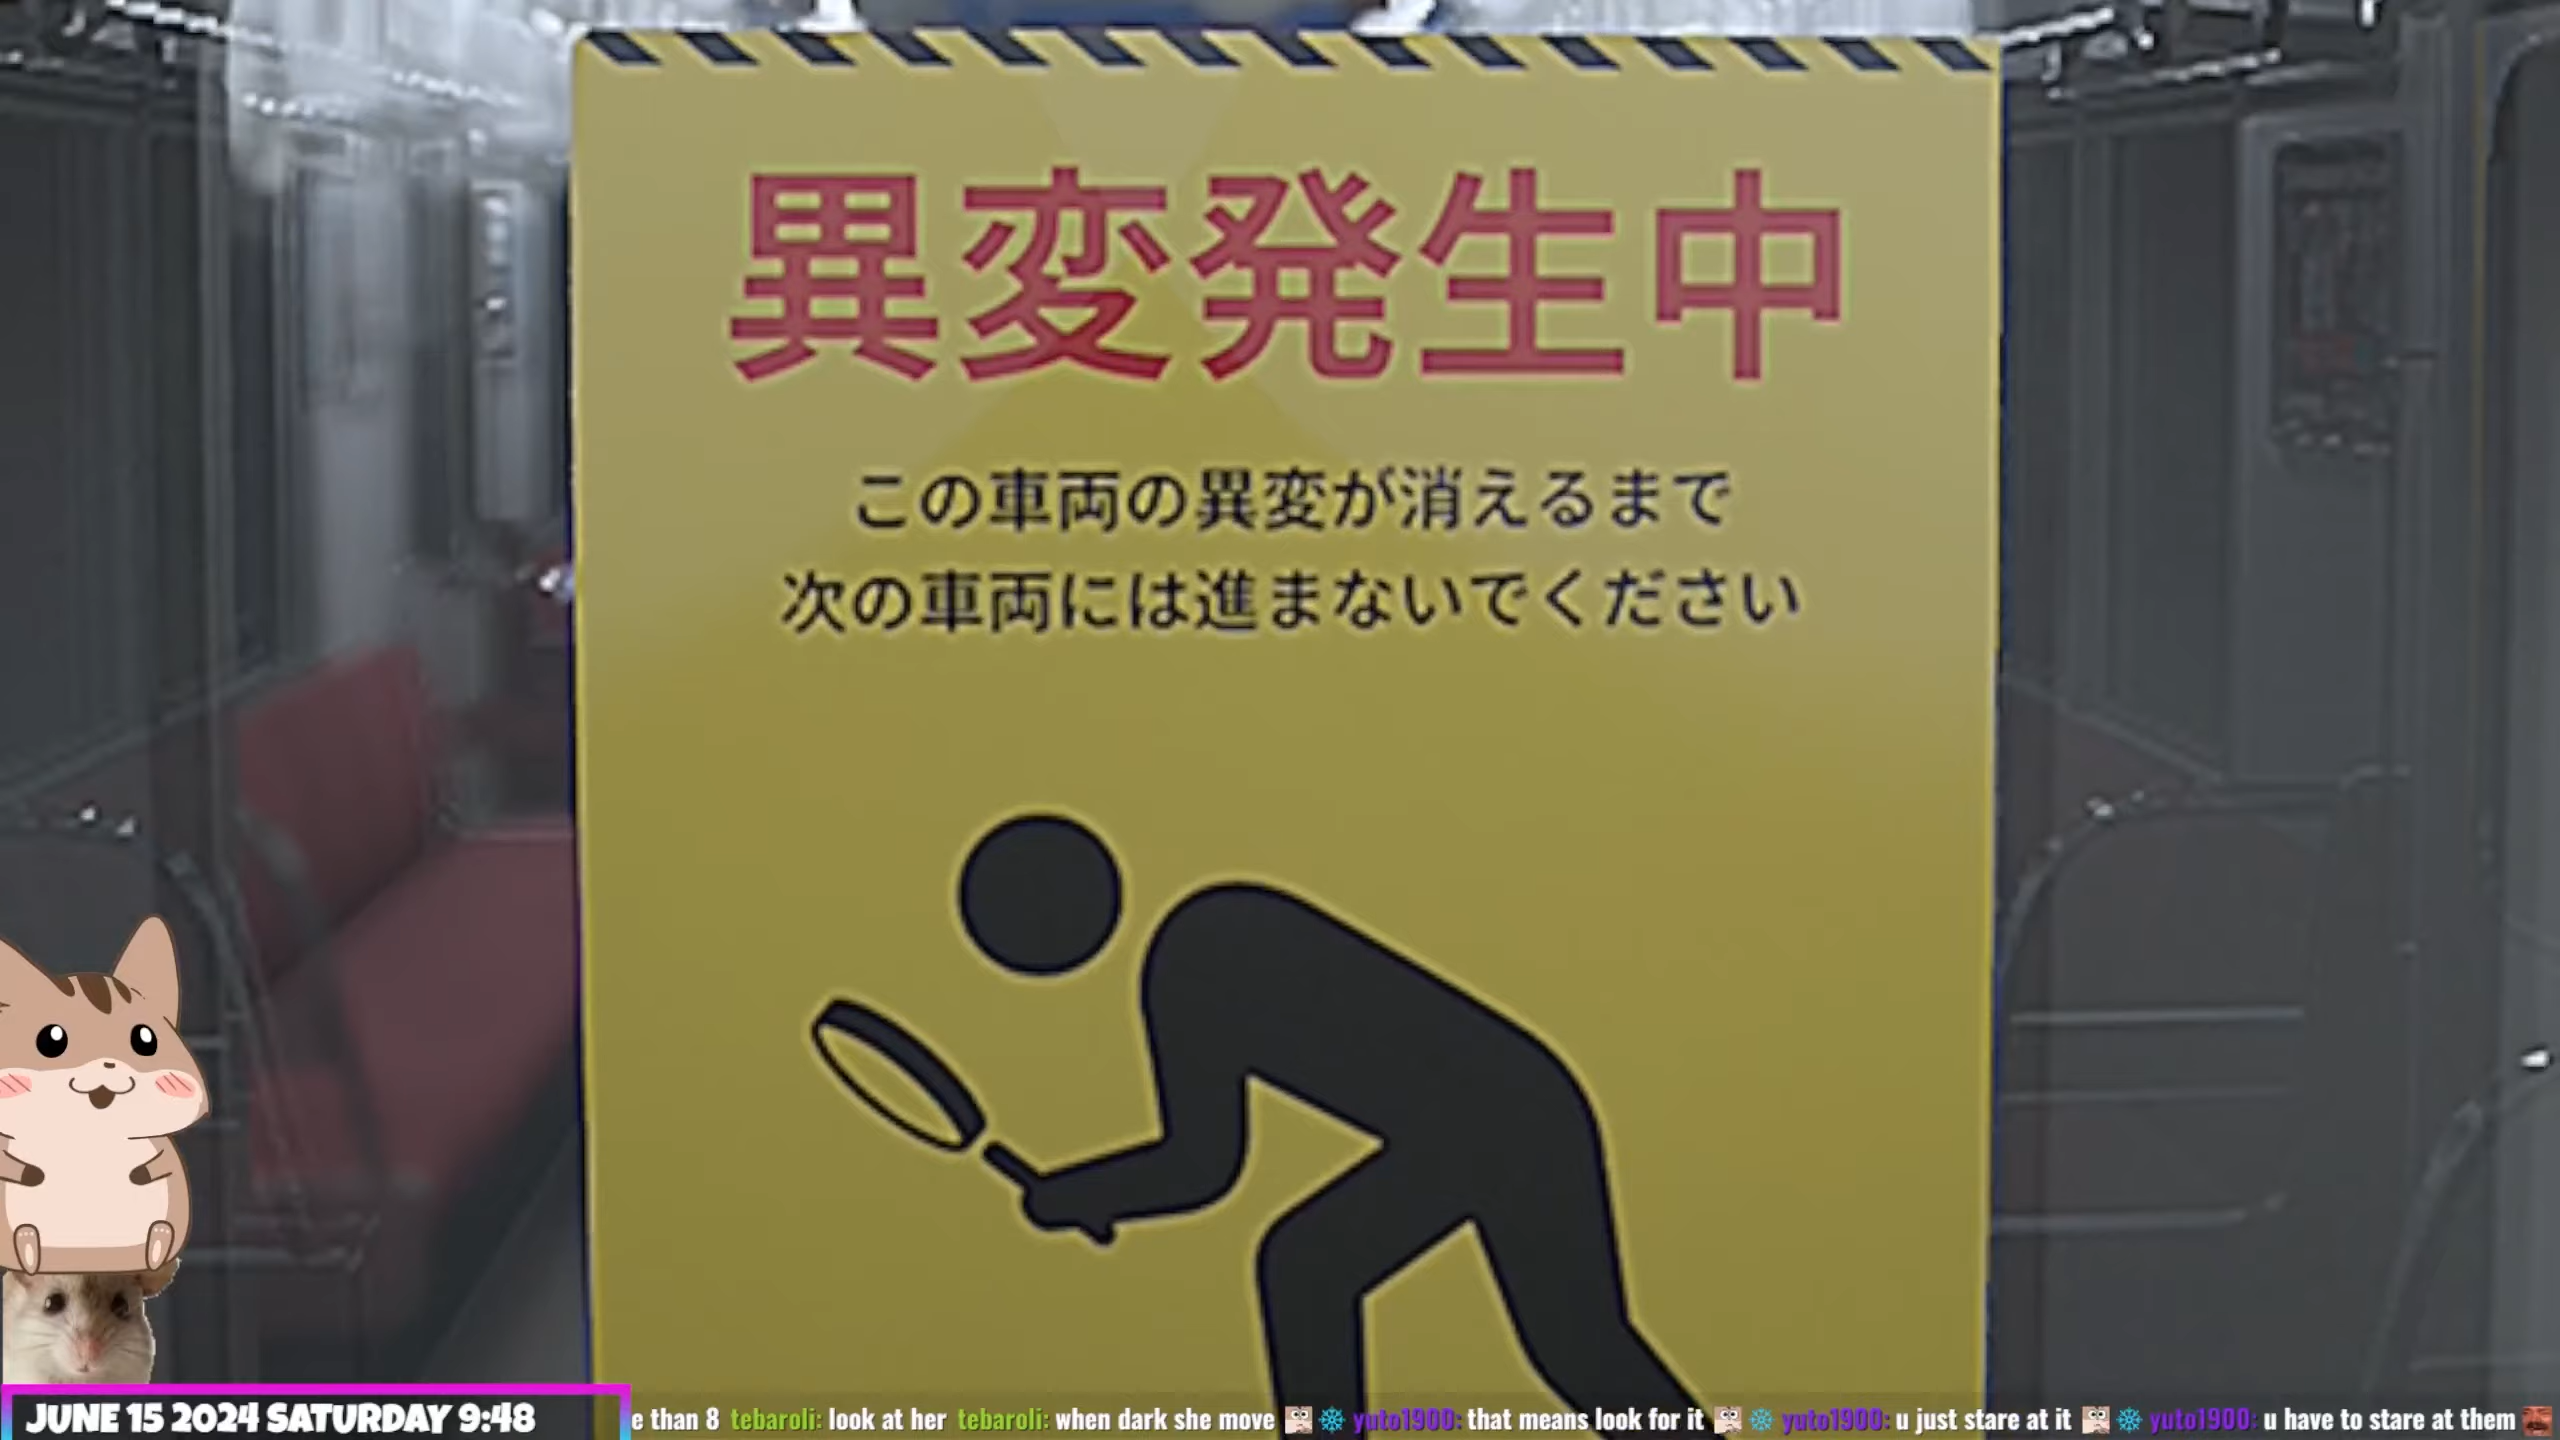 異変発生中
この車両の異変が消えるまで
次の車両には進まないでください
JUNE 15 2024 SATURDAY 9:48
e than 8 tebaroli: look at her tebaroli: when dark she move yuto1900: that means look for it yuto1900: u just stare at it yuto1900: u have to stare at them